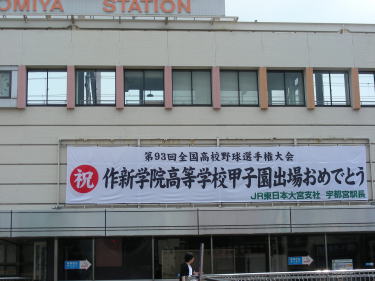 OMIYA STATION
第93回全国高校野球選手権大会
祝 作新学院高等学校甲子園出場おめでとう
JR東日本大宮支社 宇都宮駅長